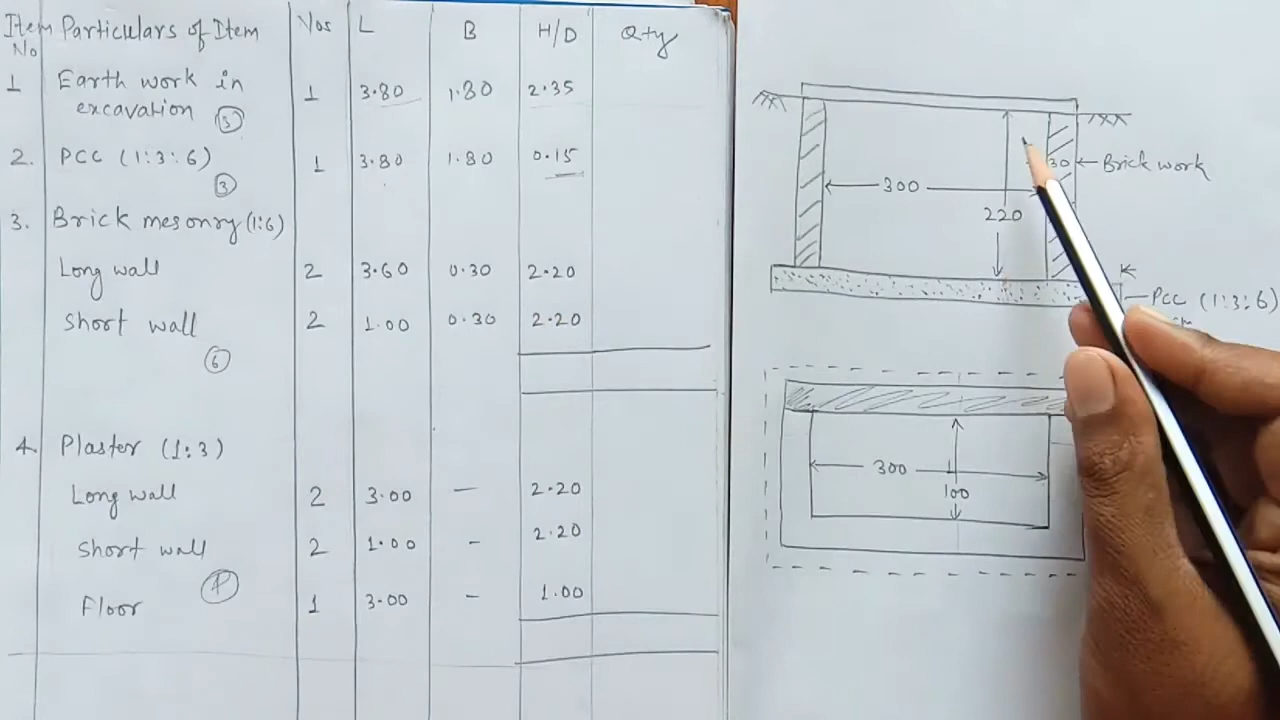 Item Particulars of Item Nos L B H/D Qty
No
1 Earth work in 1 3.80 1.80 2.35
excavation
2. PCC (1:3:6) 1 3.80 1.80 0.15
3
3. Brick mesonry (1:6)
Long wall 2 3.60 0.30 2.20
Short wall 2 1.00 0.30 2.20
6
4. Plaster (1:3)
Long wall 2 3.00 – 2.20
Short wall 2 1.00 – 2.20
P
Floor 1 3.00 – 1.00
30 Brick work
300
220
PCC (1:3:6)
300
100